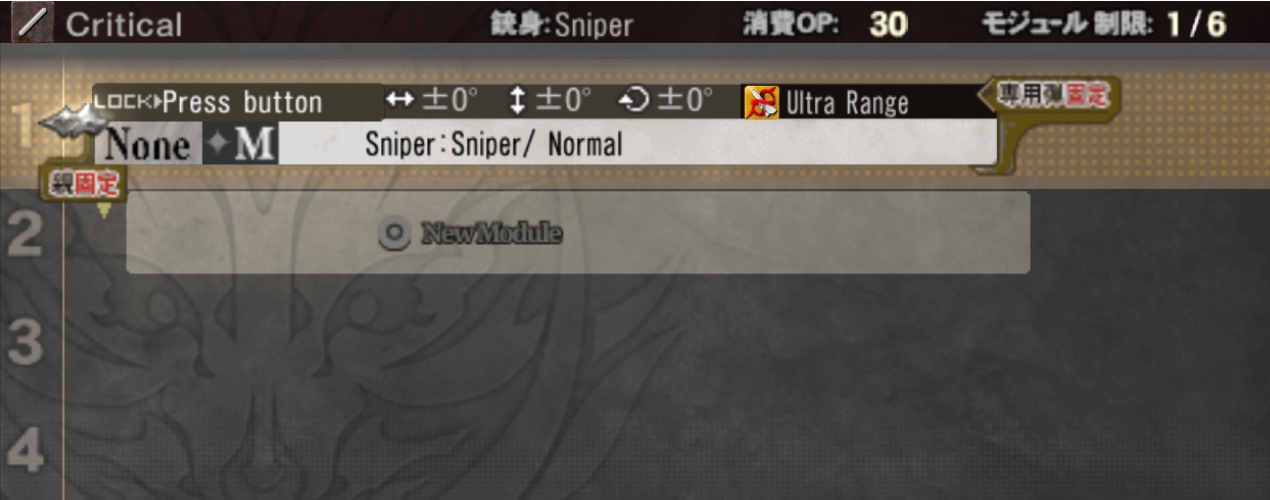 Critical 銃身:Sniper 消費OP: 30 モジュール 制限: 1/6
1 LOCK▶Press button ↔±0° ↕±0° ±0° Ultra Range 専用弾固定
None ✦ M Sniper:Sniper/ Normal
親固定
2 New Module
3
4